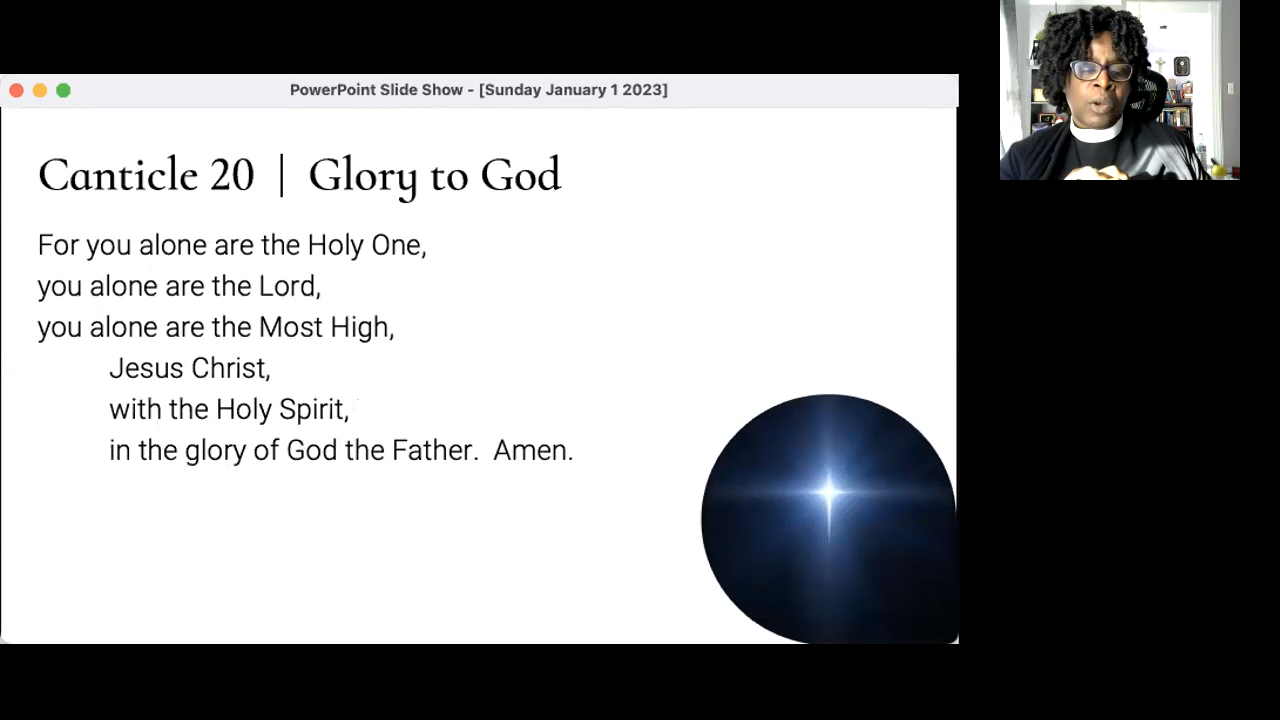 PowerPoint Slide Show - [Sunday January 1 2023]
Canticle 20 | Glory to God
For you alone are the Holy One,
you alone are the Lord,
you alone are the Most High,
Jesus Christ,
with the Holy Spirit,
in the glory of God the Father.  Amen.